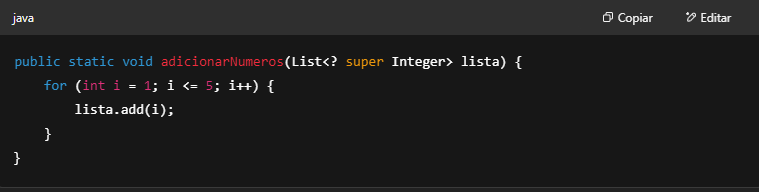 java Copiar Editar
public static void adicionarNumeros(List<? super Integer> lista) {
    for (int i = 1; i <= 5; i++) {
        lista.add(i);
    }
}